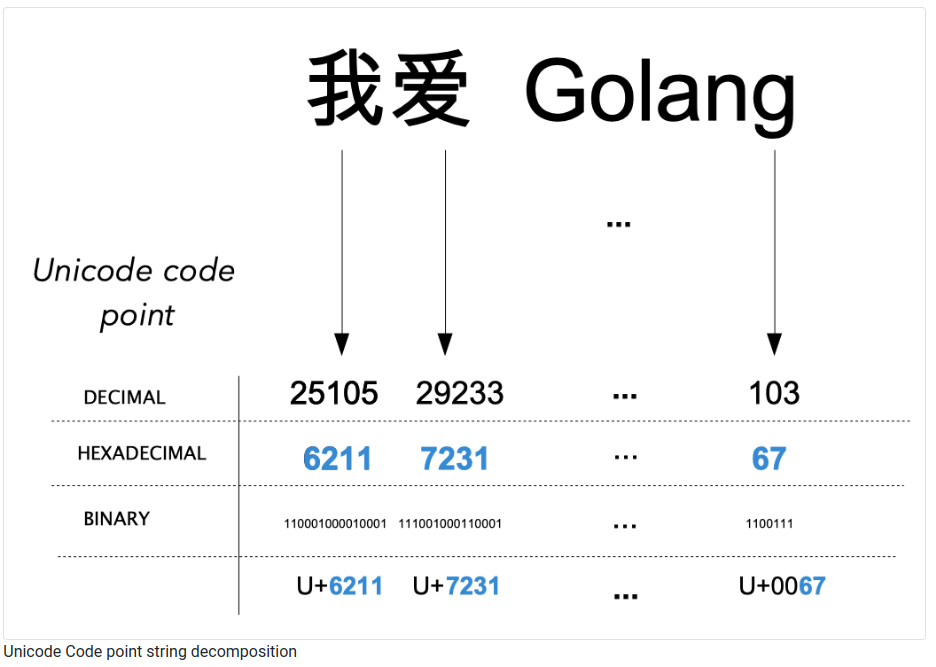 我爱 Golang
...
Unicode code
point
DECIMAL 25105 29233 ... 103
HEXADECIMAL 6211 7231 ... 67
BINARY 110001000010001 111001000110001 ... 1100111
U+6211 U+7231 ... U+0067
Unicode Code point string decomposition